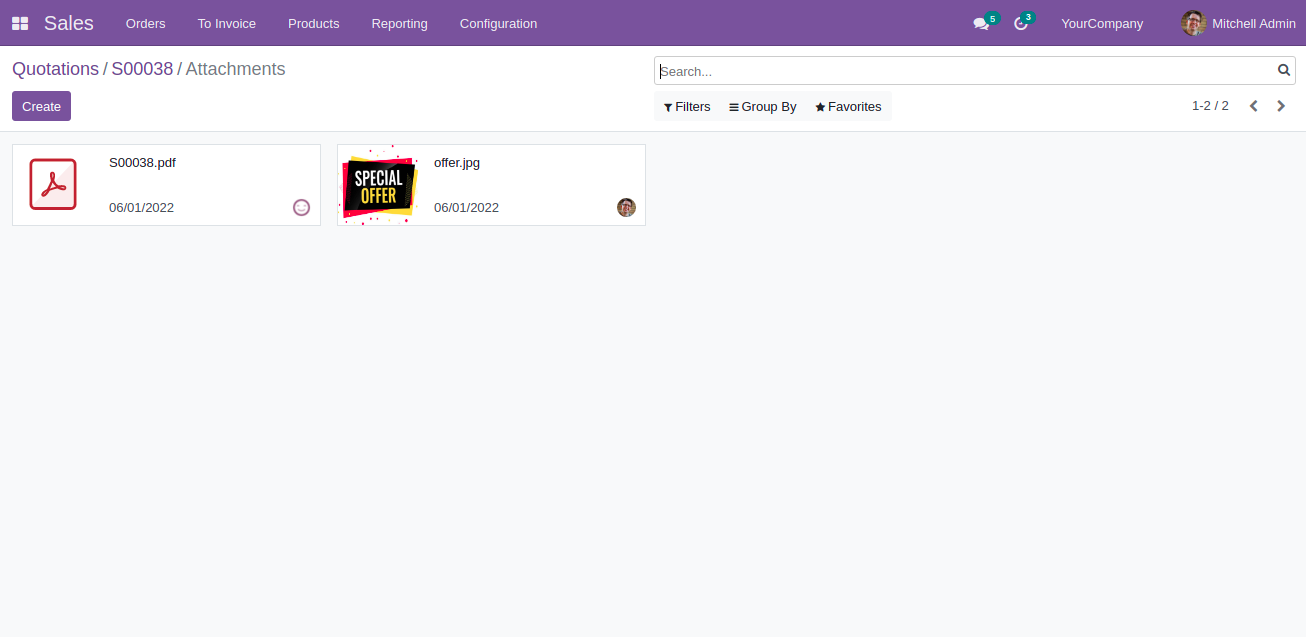 Sales Orders To Invoice Products Reporting Configuration 5 3 YourCompany Mitchell Admin
Quotations / S00038 / Attachments
Search...
Create
Filters Group By Favorites
1-2 / 2
S00038.pdf
06/01/2022
SPECIAL
OFFER
offer.jpg
06/01/2022